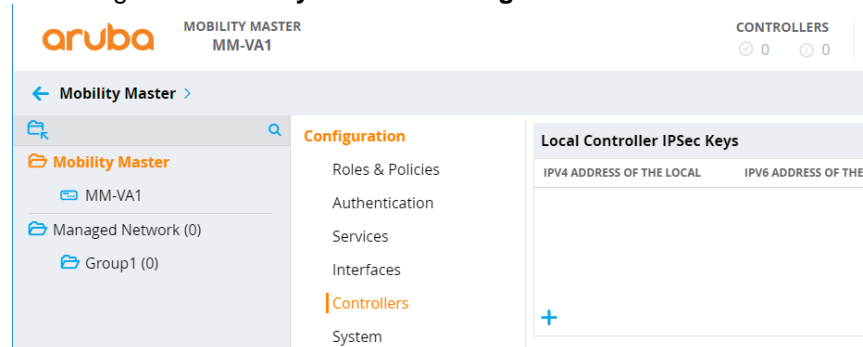 aruba
MOBILITY MASTER
MM-VA1
CONTROLLERS
0 0
Mobility Master >
Mobility Master
MM-VA1
Managed Network (0)
Group1 (0)
Configuration
Roles & Policies
Authentication
Services
Interfaces
Controllers
System
Local Controller IPSec Keys
IPV4 ADDRESS OF THE LOCAL IPV6 ADDRESS OF THE
+